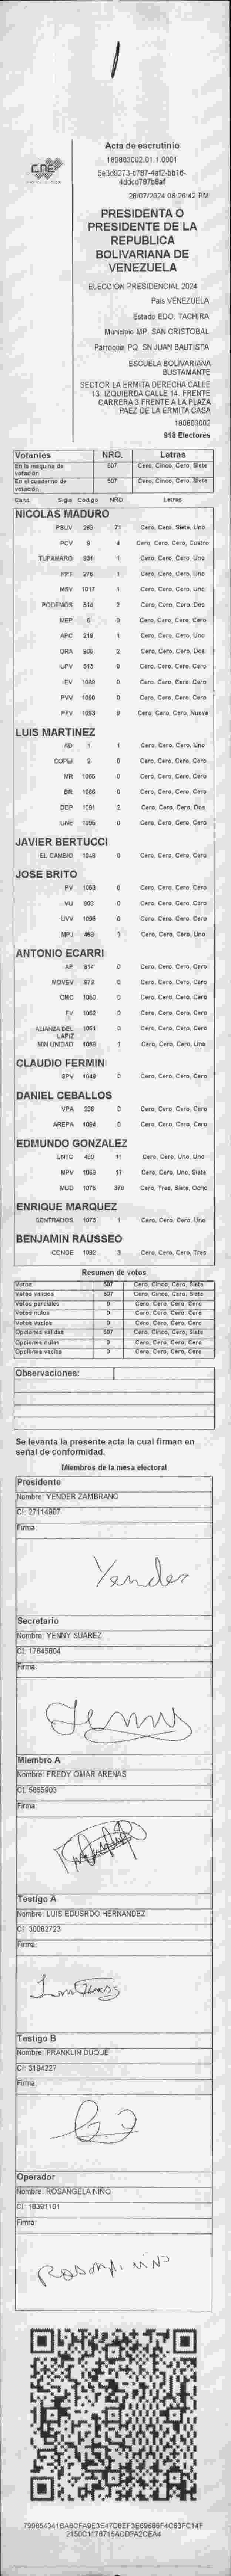 Acta de escrutinio
CNE
180803002.01.1.0001
28/07/2024 08:26:42 PM
PRESIDENTA O
PRESIDENTE DE LA
REPUBLICA
BOLIVARIANA DE
VENEZUELA
ELECCIÓN PRESIDENCIAL 2024
País VENEZUELA
Estado EDO. TACHIRA
Municipio MP. SAN CRISTOBAL
Parroquia PQ. SN JUAN BAUTISTA
ESCUELA BOLIVARIANA
BUSTAMANTE
SECTOR LA ERMITA DERECHA CALLE
13. IZQUIERDA CALLE 14. FRENTE
CARRERA 3 FRENTE A LA PLAZA
PAEZ DE LA ERMITA CASA
180803002
918 Electores
Votantes NRO. Letras
En la máquina de votación 507 Cero, Cinco, Cero, Siete
En el cuaderno de votación 507 Cero, Cinco, Cero, Siete
Cand. Sigla Código NRO. Letras
NICOLAS MADURO
PSUV 269 71 Cero, Cero, Siete, Uno
PCV 9 4 Cero, Cero, Cero, Cuatro
TUPAMARO 931 1 Cero, Cero, Cero, Uno
PPT 276 1 Cero, Cero, Cero, Uno
MSV 1017 1 Cero, Cero, Cero, Uno
PODEMOS 514 2 Cero, Cero, Cero, Dos
MEP 6 0 Cero, Cero, Cero, Cero
APC 219 1 Cero, Cero, Cero, Uno
ORA 906 2 Cero, Cero, Cero, Dos
UPV 513 0 Cero, Cero, Cero, Cero
EV 1089 0 Cero, Cero, Cero, Cero
PVV 1090 0 Cero, Cero, Cero, Cero
PFV 1093 9 Cero, Cero, Cero, Nueve
LUIS MARTINEZ
AD 1 1 Cero, Cero, Cero, Uno
COPEI 2 0 Cero, Cero, Cero, Cero
MR 1065 0 Cero, Cero, Cero, Cero
BR 1066 0 Cero, Cero, Cero, Cero
DDP 1091 2 Cero, Cero, Cero, Dos
UNE 1095 0 Cero, Cero, Cero, Cero
JAVIER BERTUCCI
EL CAMBIO 1049 0 Cero, Cero, Cero, Cero
JOSE BRITO
PV 1053 0 Cero, Cero, Cero, Cero
VU 968 0 Cero, Cero, Cero, Cero
UVV 1096 0 Cero, Cero, Cero, Cero
MPJ 458 1 Cero, Cero, Cero, Uno
ANTONIO ECARRI
AP 914 0 Cero, Cero, Cero, Cero
MOVEV 978 0 Cero, Cero, Cero, Cero
CMC 1050 0 Cero, Cero, Cero, Cero
FV 1062 0 Cero, Cero, Cero, Cero
ALIANZA DEL LAPIZ 1051 0 Cero, Cero, Cero, Cero
MIN UNIDAD 1069 1 Cero, Cero, Cero, Uno
CLAUDIO FERMIN
SPV 1048 0 Cero, Cero, Cero, Cero
DANIEL CEBALLOS
VPA 336 0 Cero, Cero, Cero, Cero
AREPA 1094 0 Cero, Cero, Cero, Cero
EDMUNDO GONZALEZ
UNTC 460 11 Cero, Cero, Uno, Uno
MPV 1069 17 Cero, Cero, Uno, Siete
MUD 1075 378 Cero, Tres, Siete, Ocho
ENRIQUE MARQUEZ
CENTRADOS 1073 1 Cero, Cero, Cero, Uno
BENJAMIN RAUSSEO
CONDE 1092 3 Cero, Cero, Cero, Tres
Resumen de votos
Votos 507 Cero, Cinco, Cero, Siete
Votos validos 507 Cero, Cinco, Cero, Siete
Votos parciales 0 Cero, Cero, Cero, Cero
Votos nulos 0 Cero, Cero, Cero, Cero
Votos vacios 0 Cero, Cero, Cero, Cero
Opciones validas 507 Cero, Cinco, Cero, Siete
Opciones nulas 0 Cero, Cero, Cero, Cero
Opciones vacias 0 Cero, Cero, Cero, Cero
Observaciones:
Se levanta la presente acta la cual firman en
señal de conformidad.
Miembros de la mesa electoral
Presidente
Nombre: YENDER ZAMBRANO
CI: 27114907
Firma:
Yender
Secretario
Nombre: YENNY SUAREZ
CI: 17645804
Firma:
Miembro A
Nombre: FREDY OMAR ARENAS
CI: 5655903
Firma:
Testigo A
Nombre: LUIS EDUSRDO HERNANDEZ
CI: 30082723
Firma:
Testigo B
Nombre: FRANKLIN DUQUE
CI: 3194227
Firma:
Operador
Nombre: ROSANGELA NIÑO
CI: 18391101
Firma: